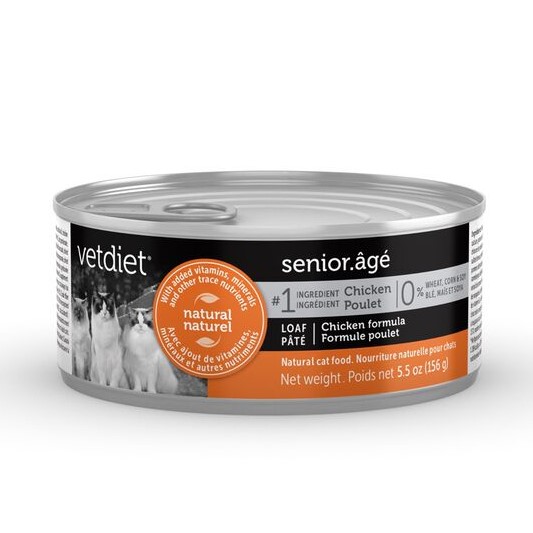 vetdiet®
With added vitamins, minerals
and other trace nutrients
natural
naturel
Avec ajout de vitamines,
minéraux et autres nutriments
senior.âgé
#1 INGREDIENT Chicken
INGRÉDIENT Poulet
0% WHEAT, CORN & SOY
BLÉ, MAÏS ET SOYA
LOAF Chicken formula
PÂTÉ Formule poulet
Natural cat food. Nourriture naturelle pour chats
Net weight. Poids net 5.5 oz (156 g)